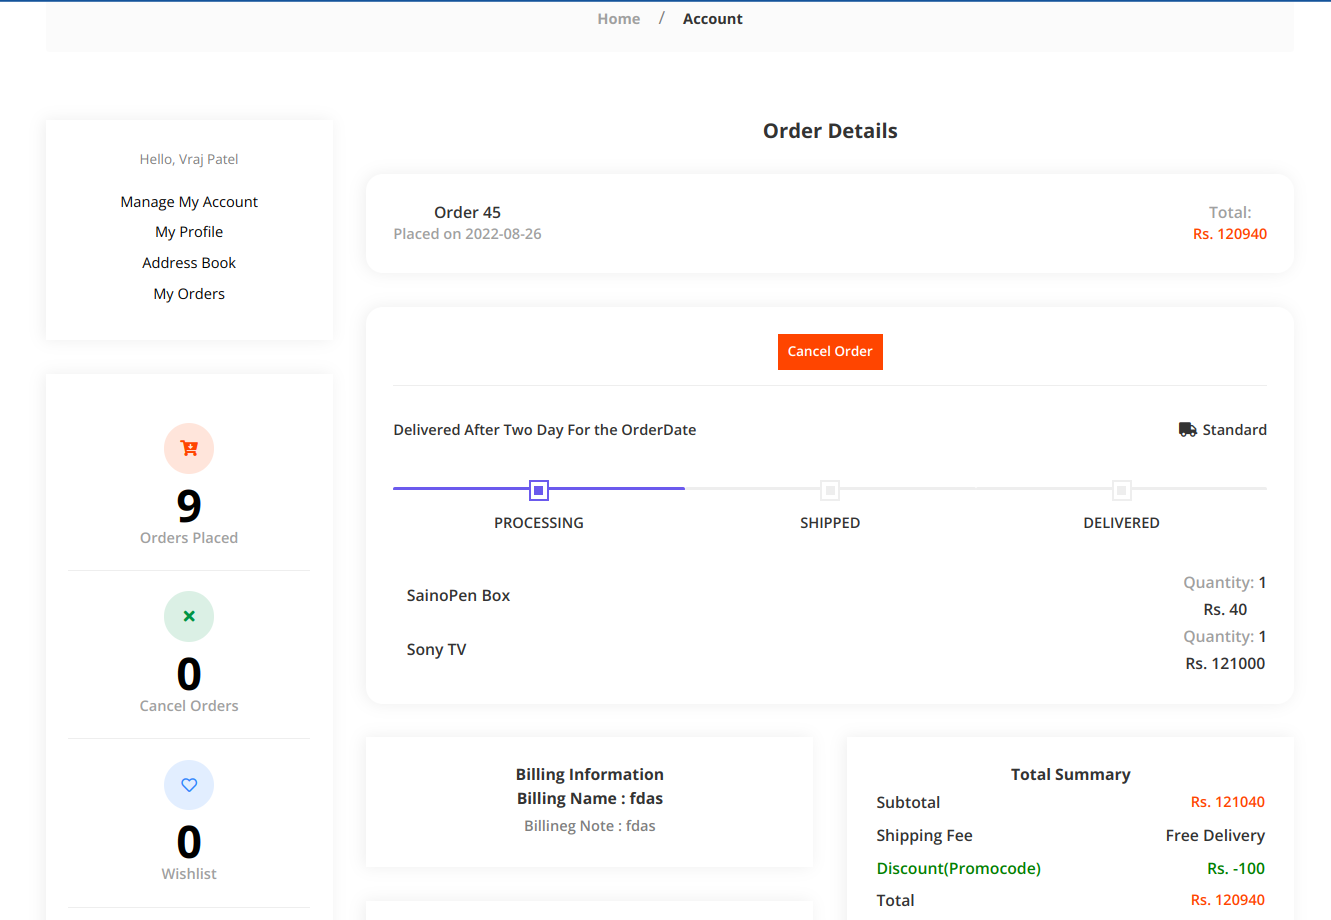 Home / Account
Hello, Vraj Patel
Manage My Account
My Profile
Address Book
My Orders
9
Orders Placed
0
Cancel Orders
0
Wishlist
Order Details
Order 45
Placed on 2022-08-26
Total:
Rs. 120940
Cancel Order
Delivered After Two Day For the OrderDate
Standard
PROCESSING
SHIPPED
DELIVERED
SainoPen Box
Quantity: 1
Rs. 40
Sony TV
Quantity: 1
Rs. 121000
Billing Information
Billing Name : fdas
Billineg Note : fdas
Total Summary
Subtotal Rs. 121040
Shipping Fee Free Delivery
Discount(Promocode) Rs. -100
Total Rs. 120940